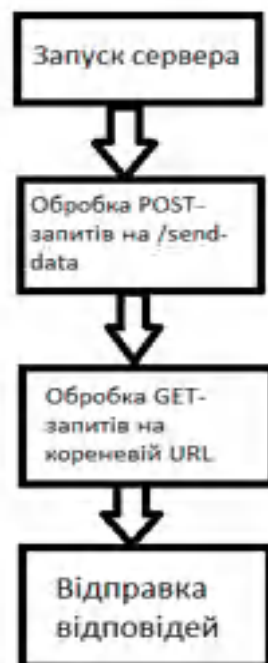 Запуск сервера
Обробка POST-
запитів на /send-
data
Обробка GET-
запитів на
кореневій URL
Відправка
відповідей